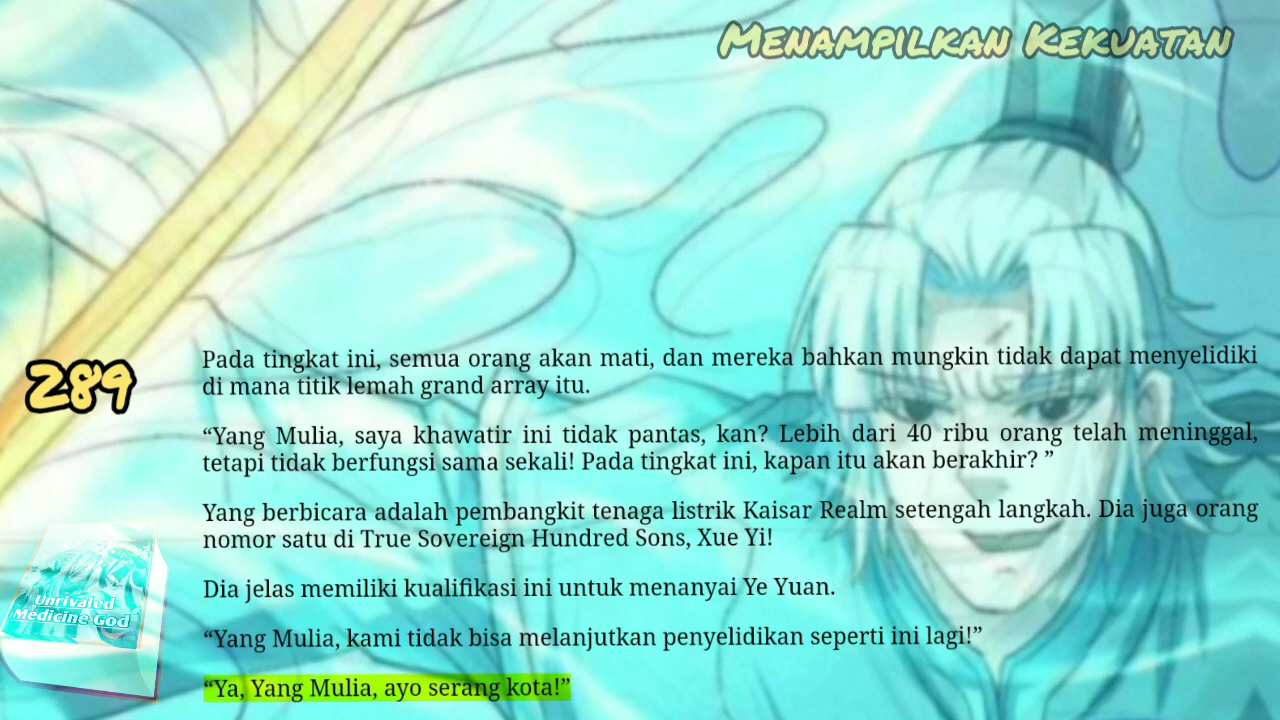 Menampilkan Kekuatan
289
Pada tingkat ini, semua orang akan mati, dan mereka bahkan mungkin tidak dapat menyelidiki
di mana titik lemah grand array itu.
“Yang Mulia, saya khawatir ini tidak pantas, kan? Lebih dari 40 ribu orang telah meninggal,
tetapi tidak berfungsi sama sekali! Pada tingkat ini, kapan itu akan berakhir? ”
Yang berbicara adalah pembangkit tenaga listrik Kaisar Realm setengah langkah. Dia juga orang
nomor satu di True Sovereign Hundred Sons, Xue Yi!
Dia jelas memiliki kualifikasi ini untuk menanyai Ye Yuan.
“Yang Mulia, kami tidak bisa melanjutkan penyelidikan seperti ini lagi!”
“Ya, Yang Mulia, ayo serang kota!”
Unrivaled
Medicine God